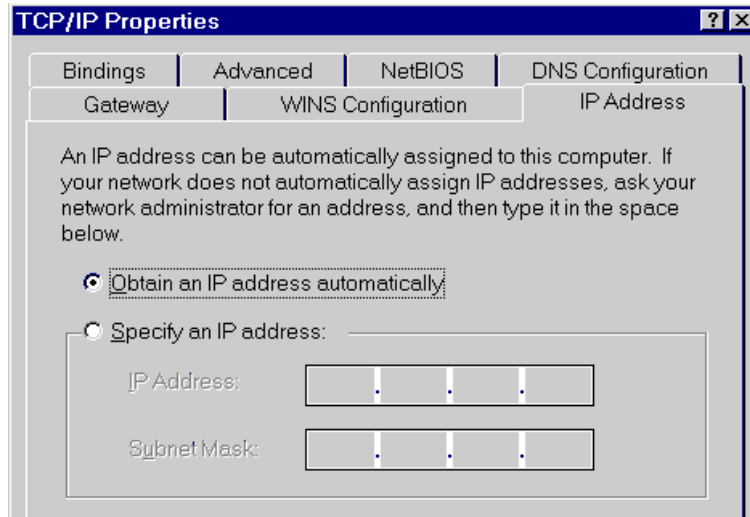 TCP/IP Properties
Bindings Advanced NetBIOS DNS Configuration
Gateway WINS Configuration IP Address
An IP address can be automatically assigned to this computer. If
your network does not automatically assign IP addresses, ask your
network administrator for an address, and then type it in the space
below.
Obtain an IP address automatically
Specify an IP address:
IP Address:
Subnet Mask: